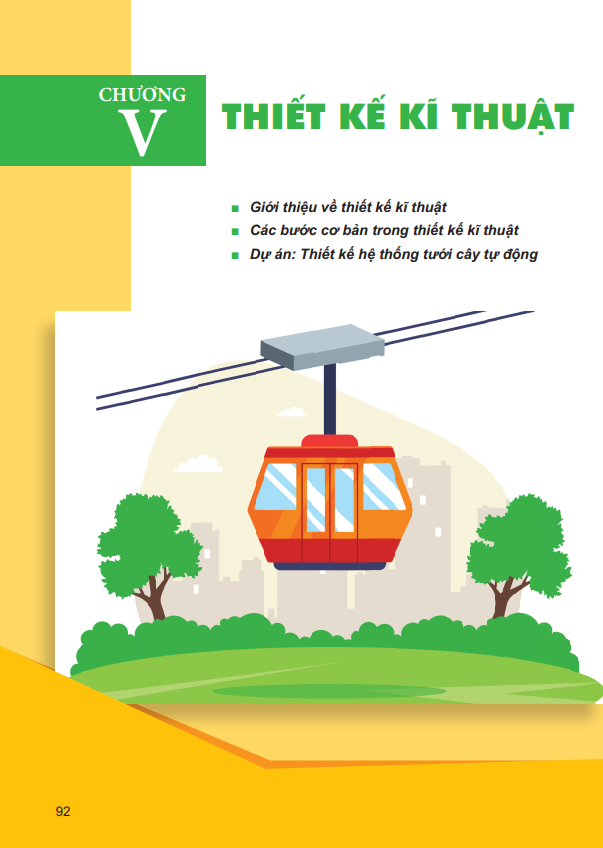 CHƯƠNG
V
THIẾT KẾ KĨ THUẬT
Giới thiệu về thiết kế kĩ thuật
Các bước cơ bản trong thiết kế kĩ thuật
Dự án: Thiết kế hệ thống tưới cây tự động
92